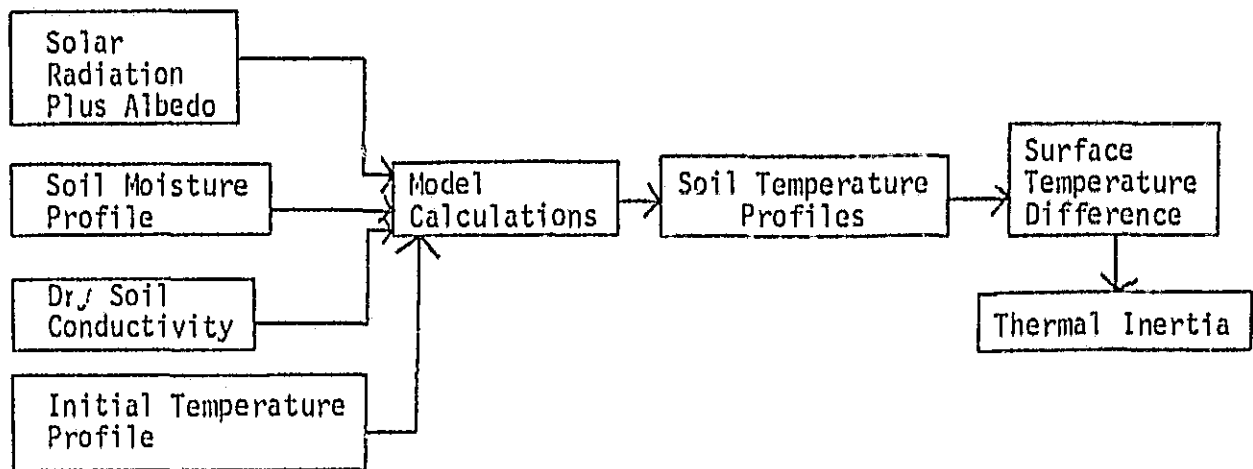 Solar
Radiation
Plus Albedo
Soil Moisture
Profile
Dry Soil
Conductivity
Initial Temperature
Profile
Model
Calculations
Soil Temperature
Profiles
Surface
Temperature
Difference
Thermal Inertia